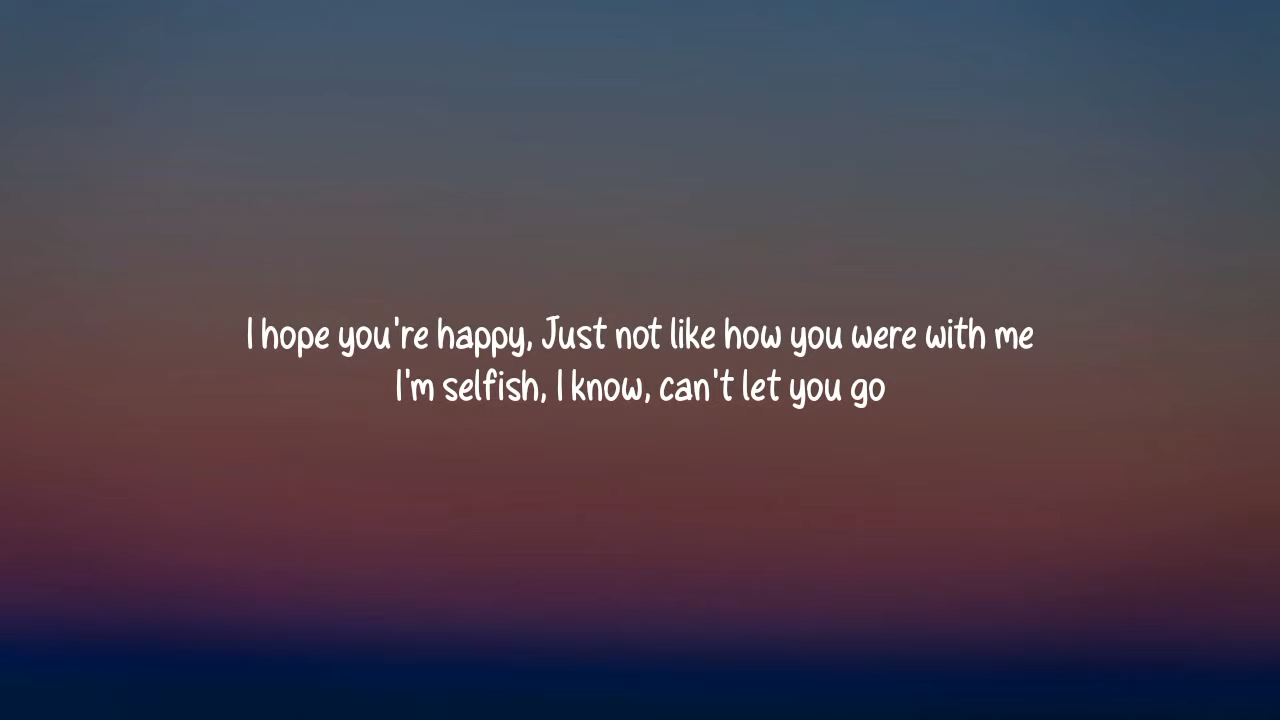 I hope you're happy, Just not like how you were with me
I'm selfish, I know, can't let you go